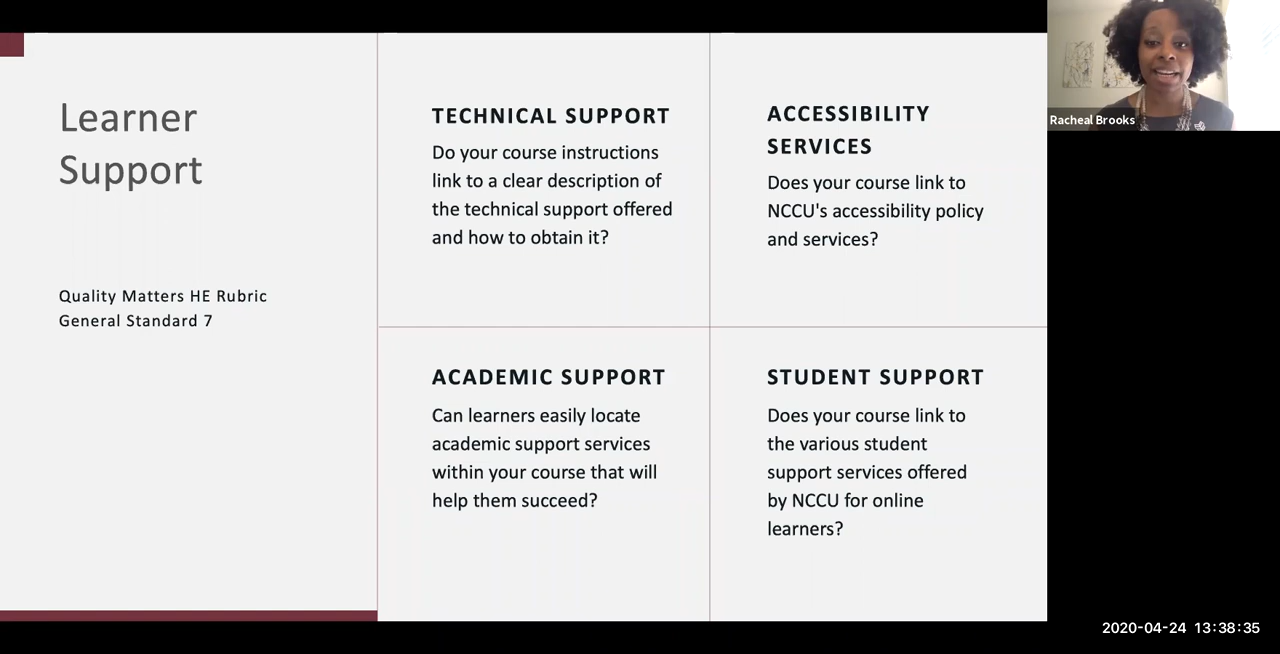 Learner
Support
Quality Matters HE Rubric
General Standard 7
TECHNICAL SUPPORT
Do your course instructions
link to a clear description of
the technical support offered
and how to obtain it?
ACCESSIBILITY
SERVICES
Does your course link to
NCCU's accessibility policy
and services?
ACADEMIC SUPPORT
Can learners easily locate
academic support services
within your course that will
help them succeed?
STUDENT SUPPORT
Does your course link to
the various student
support services offered
by NCCU for online
learners?
Racheal Brooks
2020-04-24 13:38:35